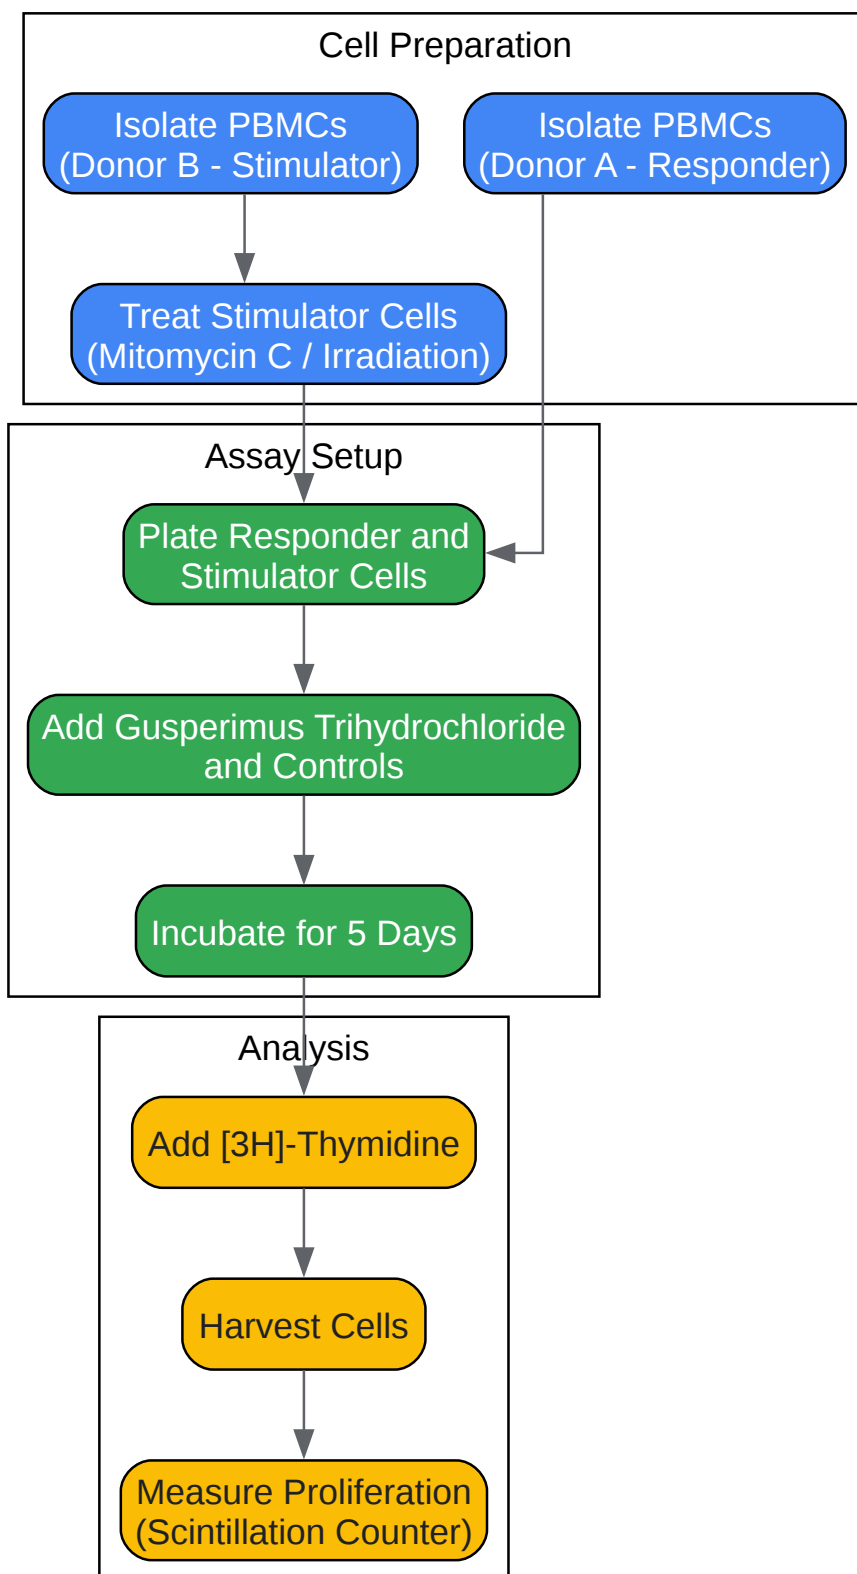 Cell Preparation
Isolate PBMCs
(Donor B - Stimulator)
Isolate PBMCs
(Donor A - Responder)
Treat Stimulator Cells
(Mitomycin C / Irradiation)
Assay Setup
Plate Responder and
Stimulator Cells
Add Gusperimus Trihydrochloride
and Controls
Incubate for 5 Days
Analysis
Add [3H]-Thymidine
Harvest Cells
Measure Proliferation
(Scintillation Counter)